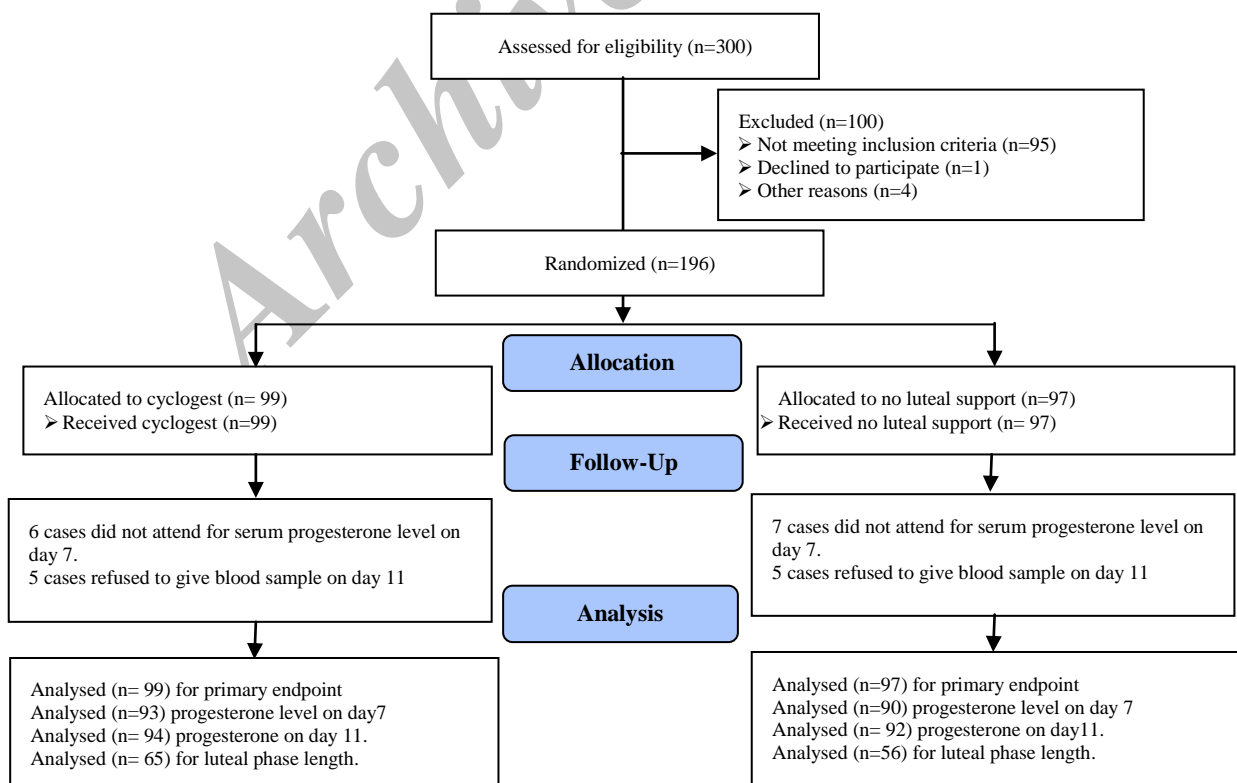 Archive
Assessed for eligibility (n=300)
Excluded (n=100)
➢ Not meeting inclusion criteria (n=95)
➢ Declined to participate (n=1)
➢ Other reasons (n=4)
Randomized (n=196)
Allocation
Allocated to cyclogest (n= 99)
➢ Received cyclogest (n=99)
Allocated to no luteal support (n=97)
➢ Received no luteal support (n= 97)
Follow-Up
6 cases did not attend for serum progesterone level on
day 7.
5 cases refused to give blood sample on day 11
7 cases did not attend for serum progesterone level on
day 7.
5 cases refused to give blood sample on day 11
Analysis
Analysed (n= 99) for primary endpoint
Analysed (n=93) progesterone level on day7
Analysed (n= 94) progesterone on day 11.
Analysed (n= 65) for luteal phase length.
Analysed (n=97) for primary endpoint
Analysed (n=90) progesterone level on day 7
Analysed (n= 92) progesterone on day11.
Analysed (n=56) for luteal phase length.